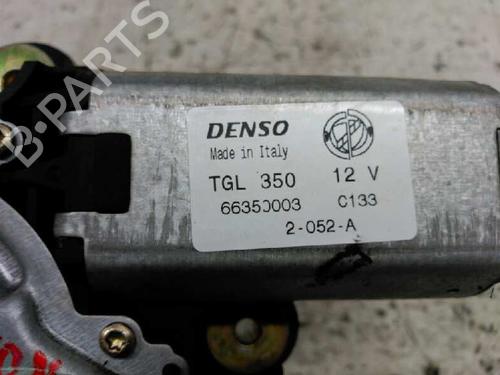 B-PARTS
DENSO
Made in Italy
TGL 350 12 V
66350003 C133
2-052-A